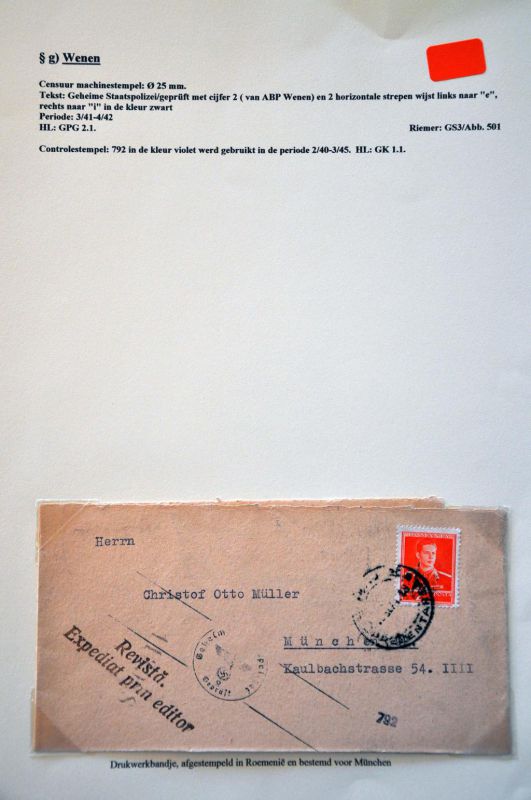 § g) Wenen
Censuur machinestempel: Ø 25 mm.
Tekst: Geheime Staatspolizei/geprüft met cijfer 2 ( van ABP Wenen) en 2 horizontale strepen wijst links naar "e",
rechts naar "i" in de kleur zwart
Periode: 3/41-4/42
HL: GPG 2.1.
Riemer: GS3/Abb. 501
Controlestempel: 792 in de kleur violet werd gebruikt in de periode 2/40-3/45. HL: GK 1.1.
Herrn
Christof Otto Müller
München
Kaulbachstrasse 54. IIII
Revistă.
Expediat prin editor
Geprüft
792
Drukwerkbandje, afgestempeld in Roemenië en bestemd voor München